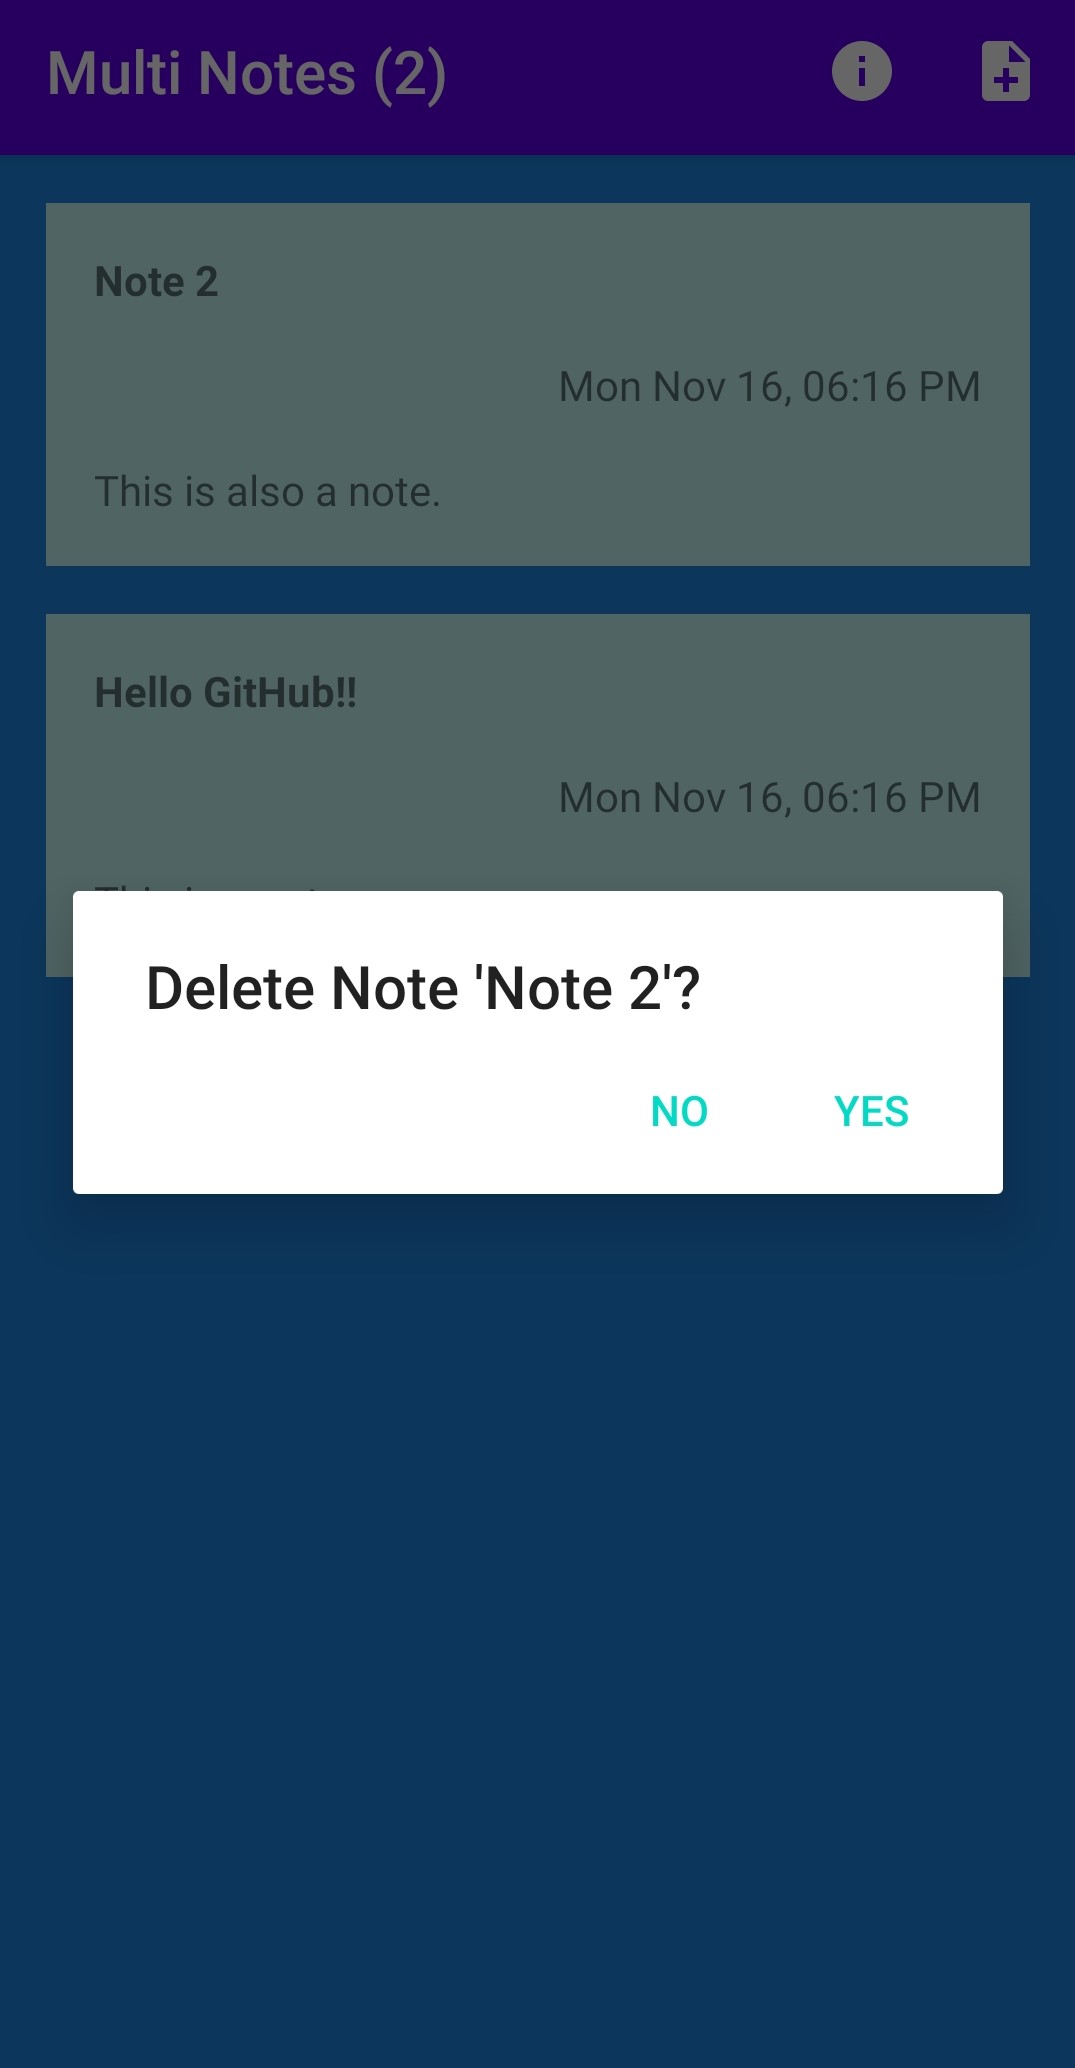 Multi Notes (2)
Note 2
Mon Nov 16, 06:16 PM
This is also a note.
Hello GitHub!!
Mon Nov 16, 06:16 PM
Delete Note 'Note 2'?
NO YES